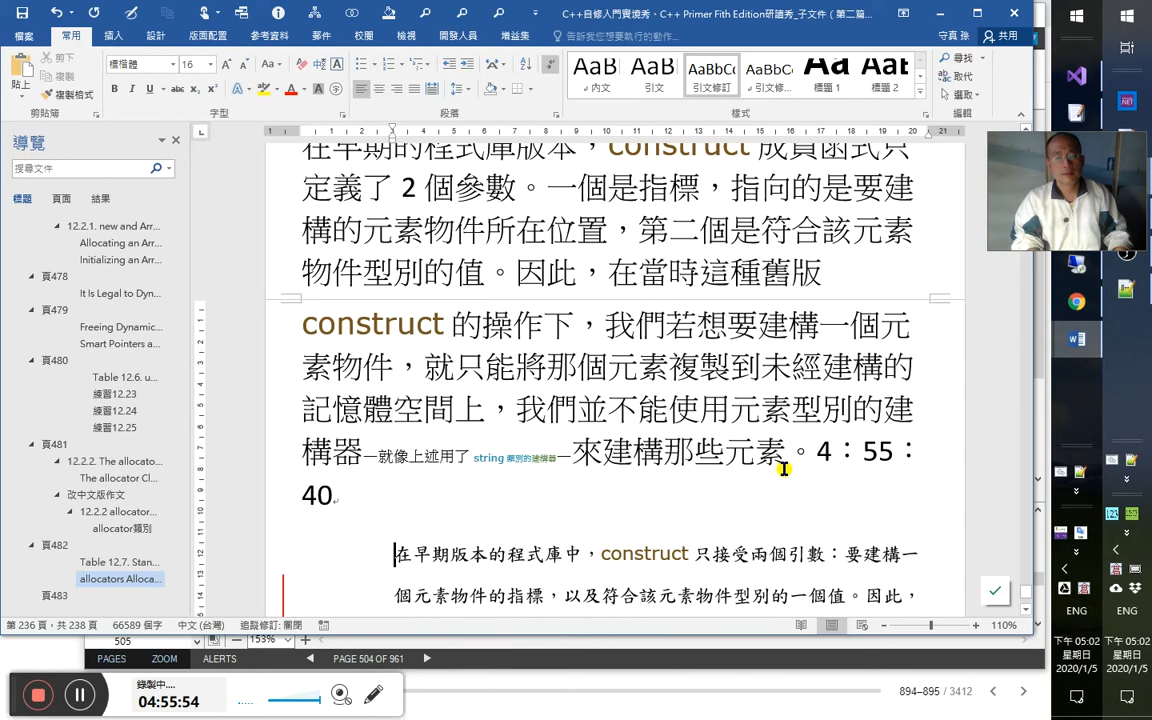 C++自修入門實境秀、C++ Primer Fifth Edition研讀秀_子文件（第二篇...
檔案 常用 插入 設計 版面配置 參考資料 郵件 校閱 檢視 開發人員 增益集 告訴我您想要執行的動作... 守真 孫 共用
貼上 剪下 複製 複製格式 剪貼簿
標楷體 16 字型
段落
AaB AaB AaBbCc AaBbCc AaB AaB
內文 引文 引文修訂 引文修... 標題 1 標題 2
樣式
尋找 取代 選取 編輯
導覽
搜尋文件
標題 頁面 結果
12.2.1. new and Arr...
Allocating an Arr...
Initializing an Arr...
頁478
It Is Legal to Dyn...
頁479
Freeing Dynamic...
Smart Pointers a...
頁480
Table 12.6. u...
練習12.23
練習12.24
練習12.25
頁481
12.2.2. The allocato...
The allocator Cl...
改中文版作文
12.2.2 allocator...
allocator類別
頁482
Table 12.7. Stan...
allocators Alloca...
頁483
在早期的程式庫版本，construct 成員函式只
定義了 2 個參數。一個是指標，指向的是要建
構的元素物件所在位置，第二個是符合該元素
物件型別的值。因此，在當時這種舊版
construct 的操作下，我們若想要建構一個元
素物件，就只能將那個元素複製到未經建構的
記憶體空間上，我們並不能使用元素型別的建
構器—就像上述用了 string 類別的建構器—來建構那些元素。4：55：
40
在早期版本的程式庫中，construct 只接受兩個引數：要建構一
個元素物件的指標，以及符合該元素物件型別的一個值。因此，
第 236 頁，共 238 頁 66589 個字 中文 (台灣) 追蹤修訂: 關閉 110%
505 153%
PAGES ZOOM ALERTS PAGE 504 OF 961
錄製中....
04:55:54
894–895 / 3412
ENG ENG
下午 05:02 下午 05:02
星期日 星期日
2020/1/5 2020/1/5